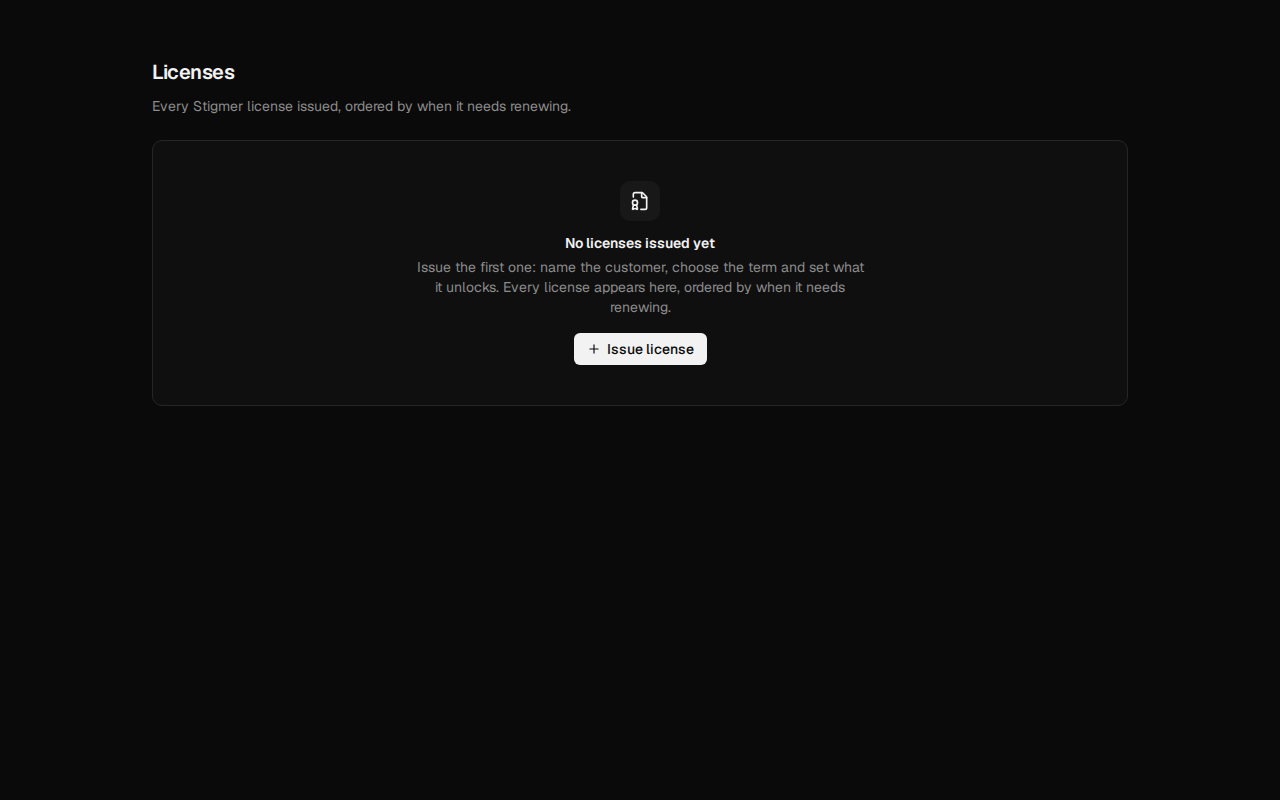 Licenses
Every Stigmer license issued, ordered by when it needs renewing.
No licenses issued yet
Issue the first one: name the customer, choose the term and set what
it unlocks. Every license appears here, ordered by when it needs
renewing.
Issue license